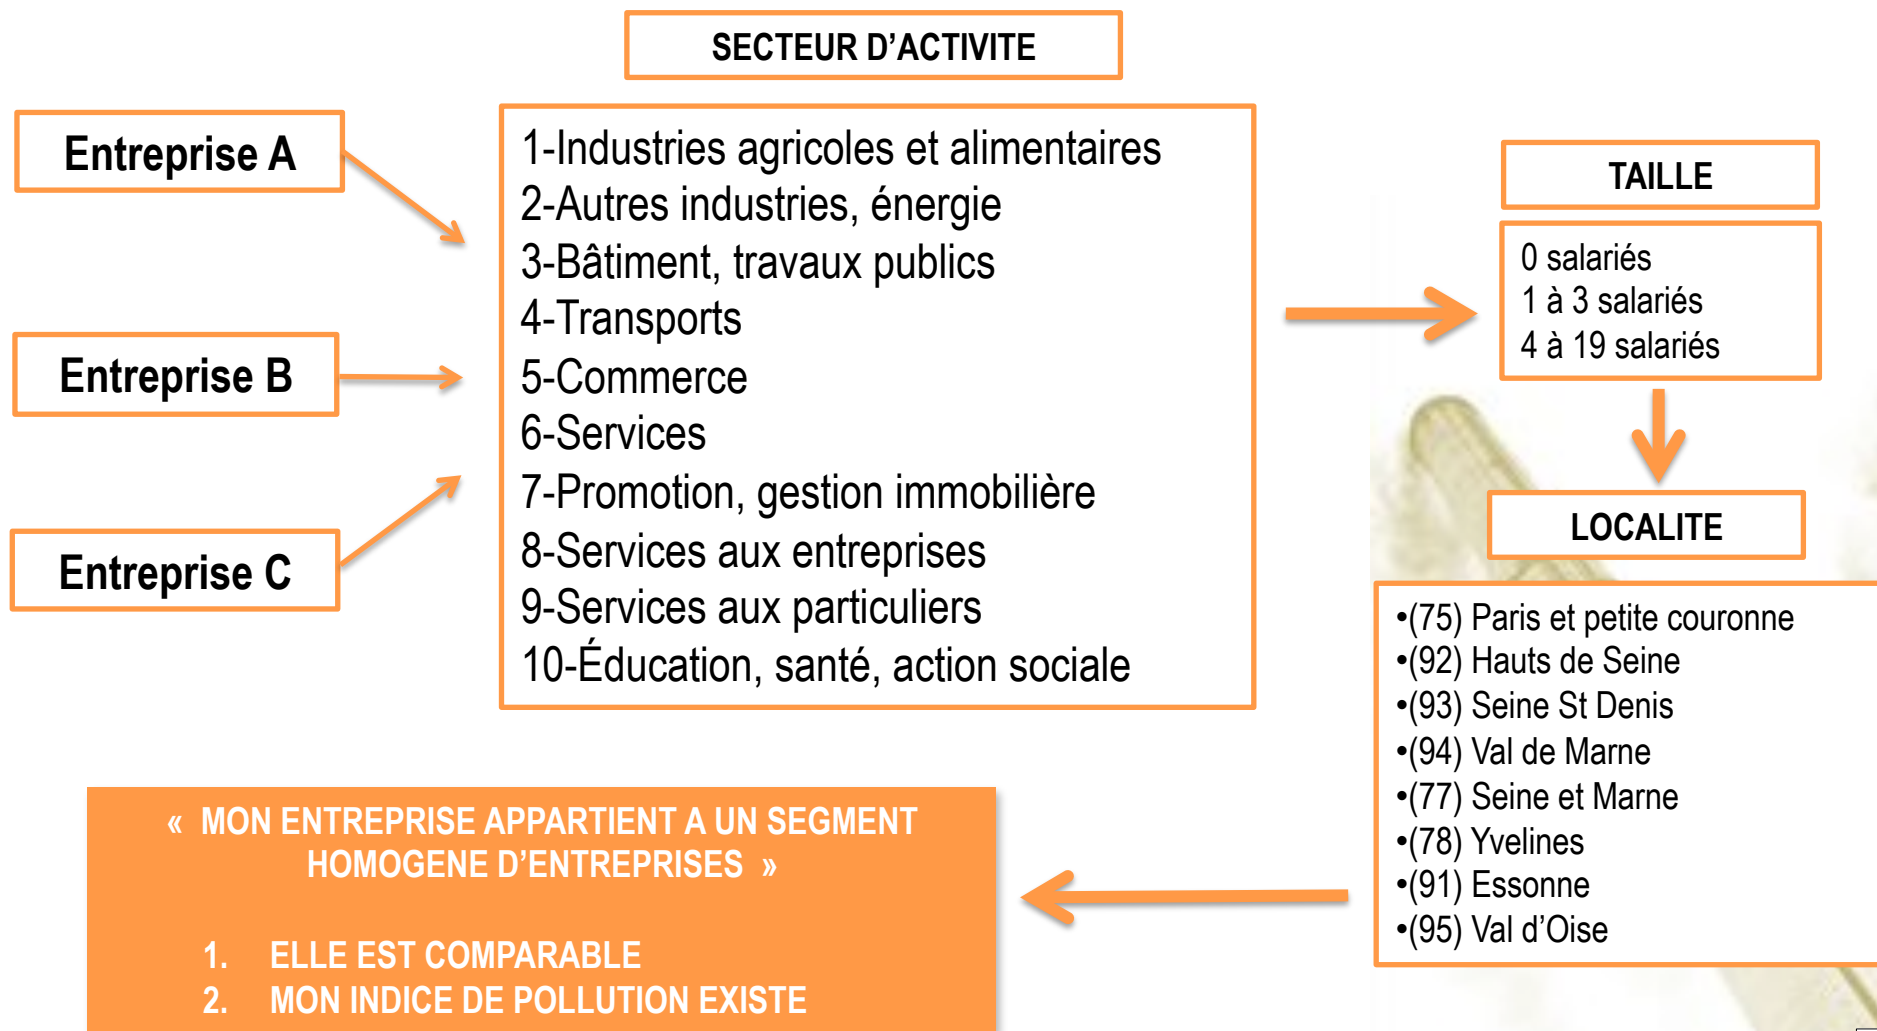 SECTEUR D'ACTIVITE
Entreprise A
Entreprise B
Entreprise C
1-Industries agricoles et alimentaires
2-Autres industries, énergie
3-Bâtiment, travaux publics
4-Transports
5-Commerce
6-Services
7-Promotion, gestion immobilière
8-Services aux entreprises
9-Services aux particuliers
10-Éducation, santé, action sociale
TAILLE
0 salariés
1 à 3 salariés
4 à 19 salariés
LOCALITE
•(75) Paris et petite couronne
•(92) Hauts de Seine
•(93) Seine St Denis
•(94) Val de Marne
•(77) Seine et Marne
•(78) Yvelines
•(91) Essonne
•(95) Val d'Oise
« MON ENTREPRISE APPARTIENT A UN SEGMENT
HOMOGENE D'ENTREPRISES »
1. ELLE EST COMPARABLE
2. MON INDICE DE POLLUTION EXISTE